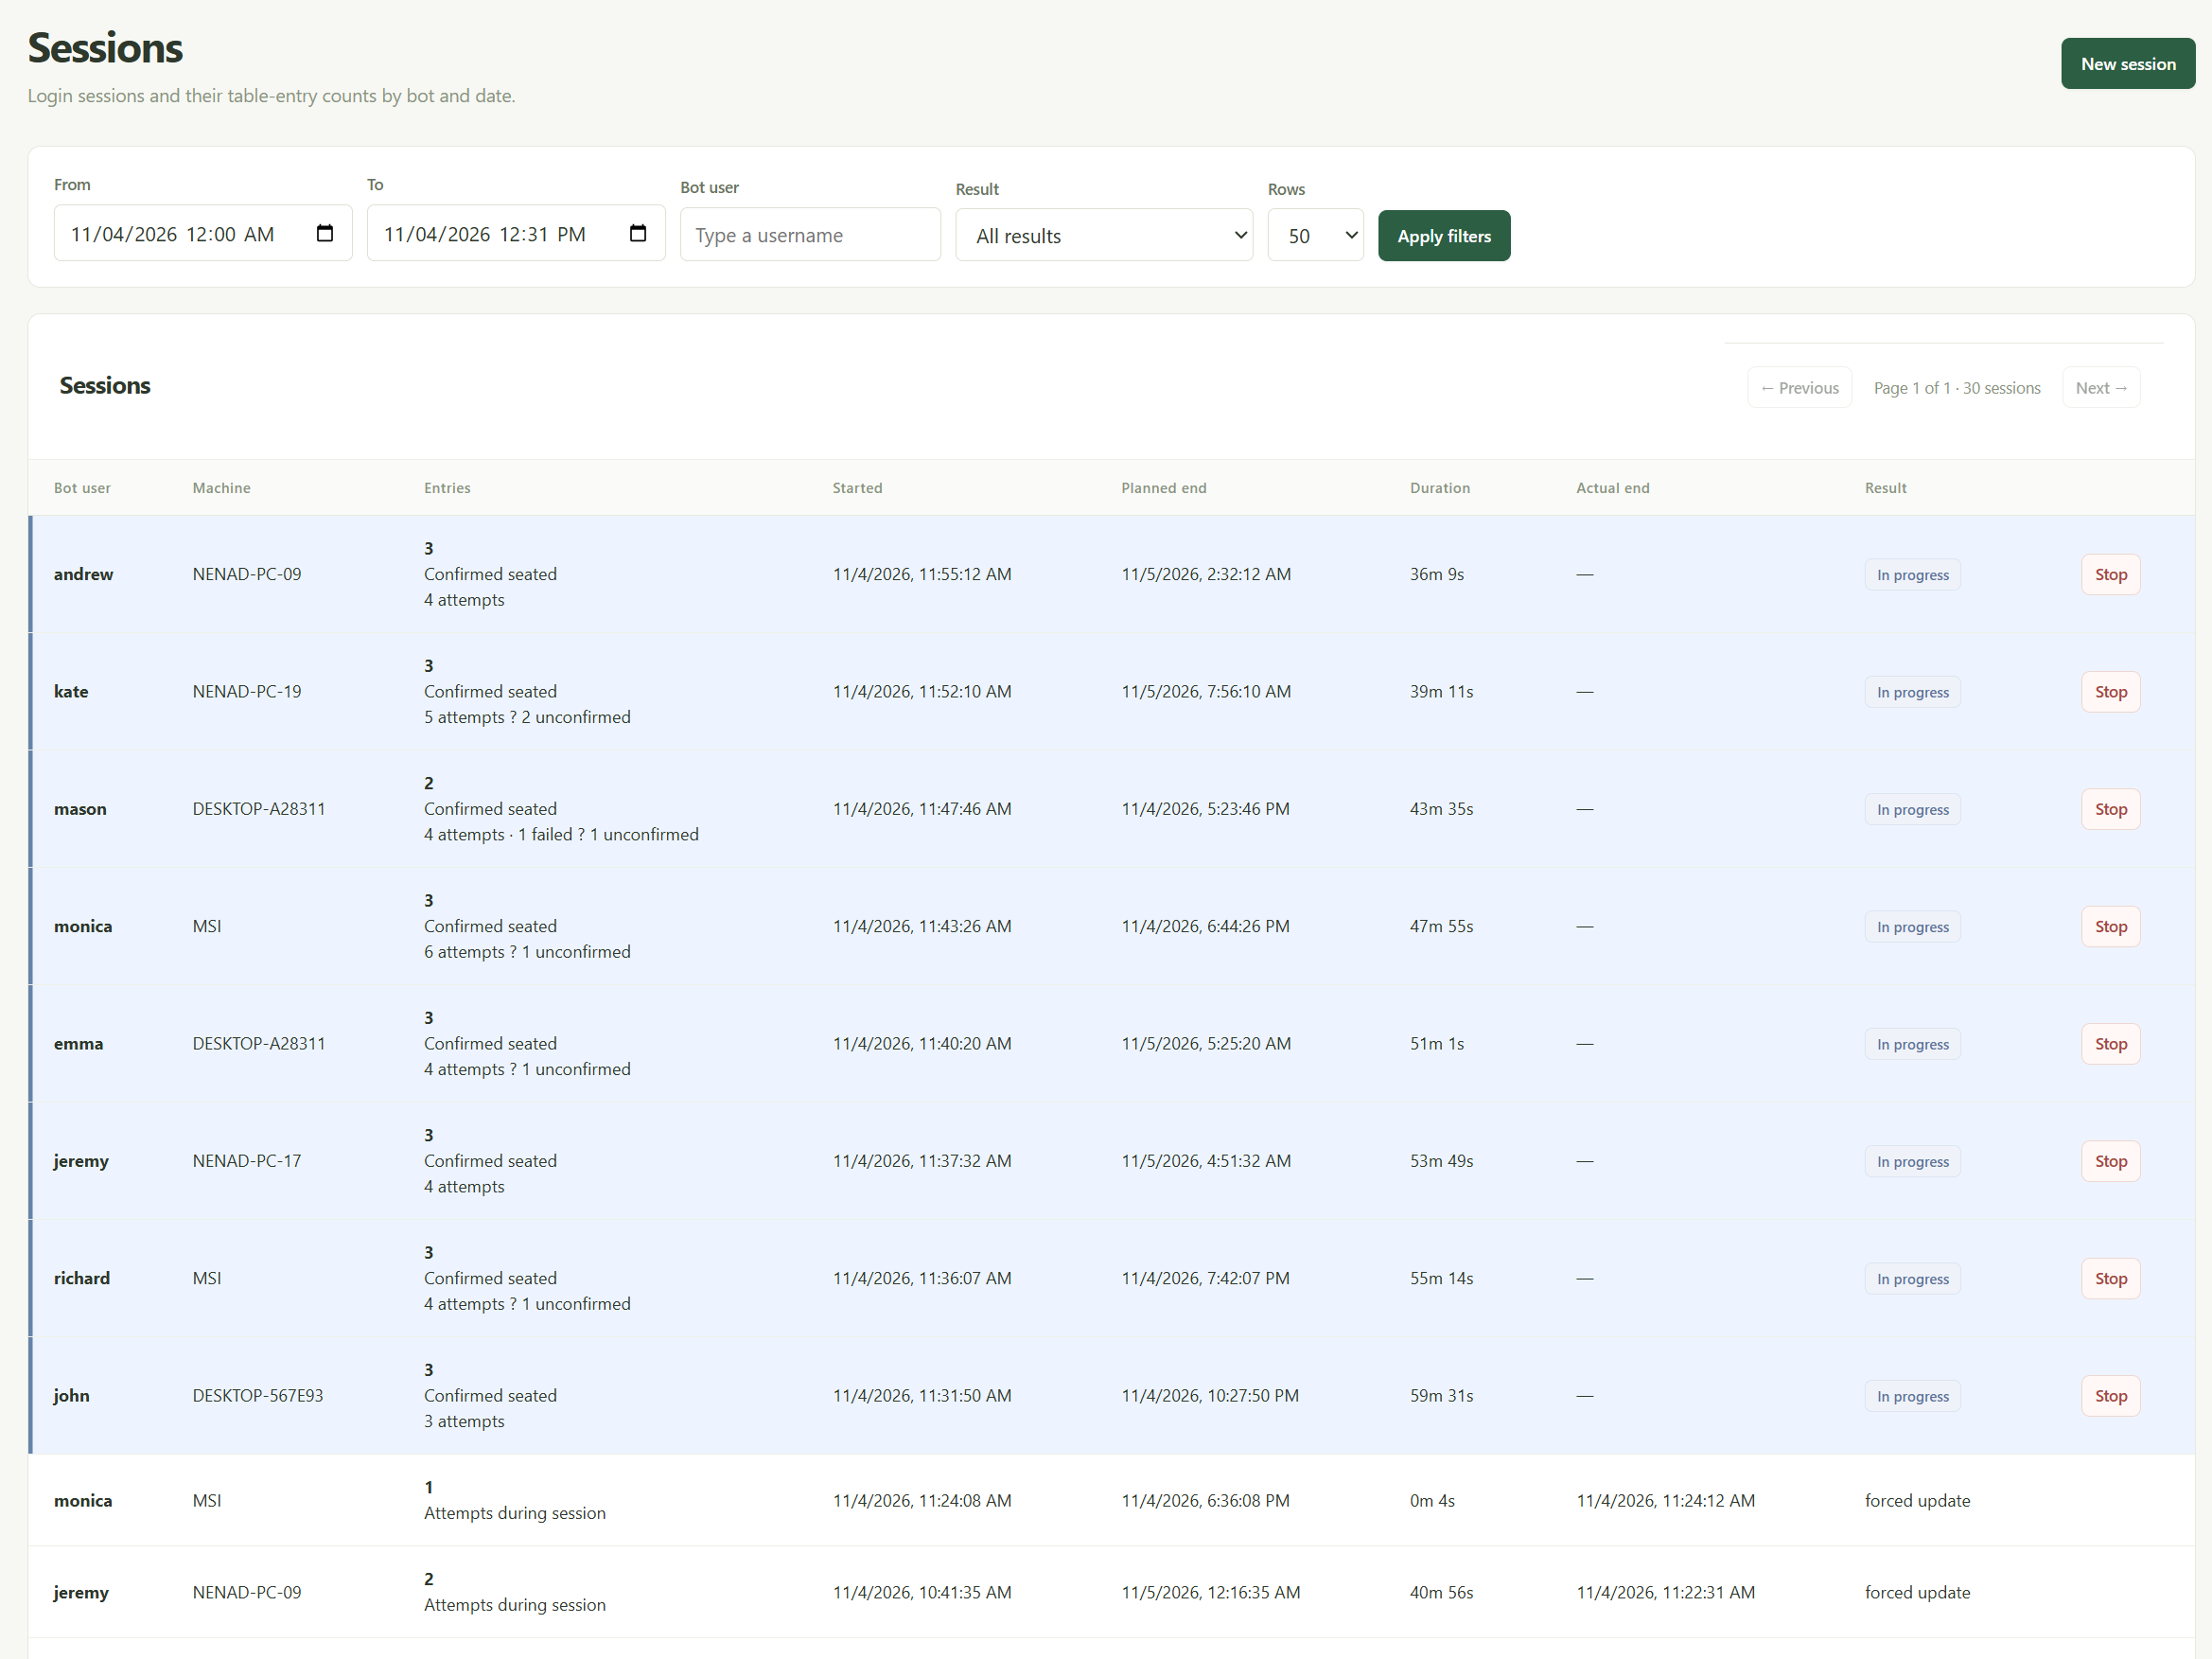 Sessions
New session
Login sessions and their table-entry counts by bot and date.
From
To
Bot user
Result
Rows
11/04/2026 12:00 AM
11/04/2026 12:31 PM
Type a username
All results
50
Apply filters
Sessions
← Previous
Page 1 of 1 · 30 sessions
Next →
Bot user Machine Entries Started Planned end Duration Actual end Result
3
andrew NENAD-PC-09 Confirmed seated 11/4/2026, 11:55:12 AM 11/5/2026, 2:32:12 AM 36m 9s — In progress Stop
4 attempts
3
kate NENAD-PC-19 Confirmed seated 11/4/2026, 11:52:10 AM 11/5/2026, 7:56:10 AM 39m 11s — In progress Stop
5 attempts ? 2 unconfirmed
2
mason DESKTOP-A28311 Confirmed seated 11/4/2026, 11:47:46 AM 11/4/2026, 5:23:46 PM 43m 35s — In progress Stop
4 attempts · 1 failed ? 1 unconfirmed
3
monica MSI Confirmed seated 11/4/2026, 11:43:26 AM 11/4/2026, 6:44:26 PM 47m 55s — In progress Stop
6 attempts ? 1 unconfirmed
3
emma DESKTOP-A28311 Confirmed seated 11/4/2026, 11:40:20 AM 11/5/2026, 5:25:20 AM 51m 1s — In progress Stop
4 attempts ? 1 unconfirmed
3
jeremy NENAD-PC-17 Confirmed seated 11/4/2026, 11:37:32 AM 11/5/2026, 4:51:32 AM 53m 49s — In progress Stop
4 attempts
3
richard MSI Confirmed seated 11/4/2026, 11:36:07 AM 11/4/2026, 7:42:07 PM 55m 14s — In progress Stop
4 attempts ? 1 unconfirmed
3
john DESKTOP-567E93 Confirmed seated 11/4/2026, 11:31:50 AM 11/4/2026, 10:27:50 PM 59m 31s — In progress Stop
3 attempts
1
monica MSI Attempts during session 11/4/2026, 11:24:08 AM 11/4/2026, 6:36:08 PM 0m 4s 11/4/2026, 11:24:12 AM forced update
2
jeremy NENAD-PC-09 Attempts during session 11/4/2026, 10:41:35 AM 11/5/2026, 12:16:35 AM 40m 56s 11/4/2026, 11:22:31 AM forced update